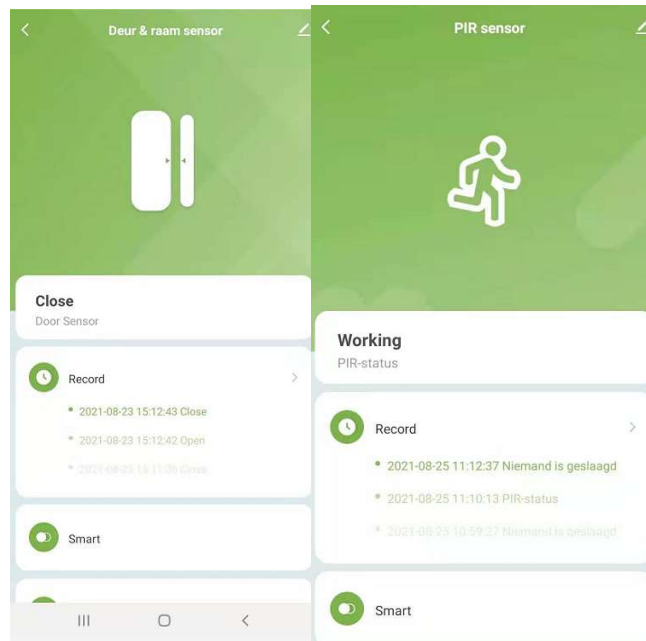 Deur & raam sensor
Close
Door Sensor
Record
2021-08-23 15:12:43 Close
2021-08-23 15:12:42 Open
Close
Smart
PIR sensor
Working
PIR-status
Record
2021-08-25 11:12:37 Niemand is geslaagd
2021-08-25 11:10:13 PIR-status
2021-08-25 10:59:27 Niemand is geslaagd
Smart